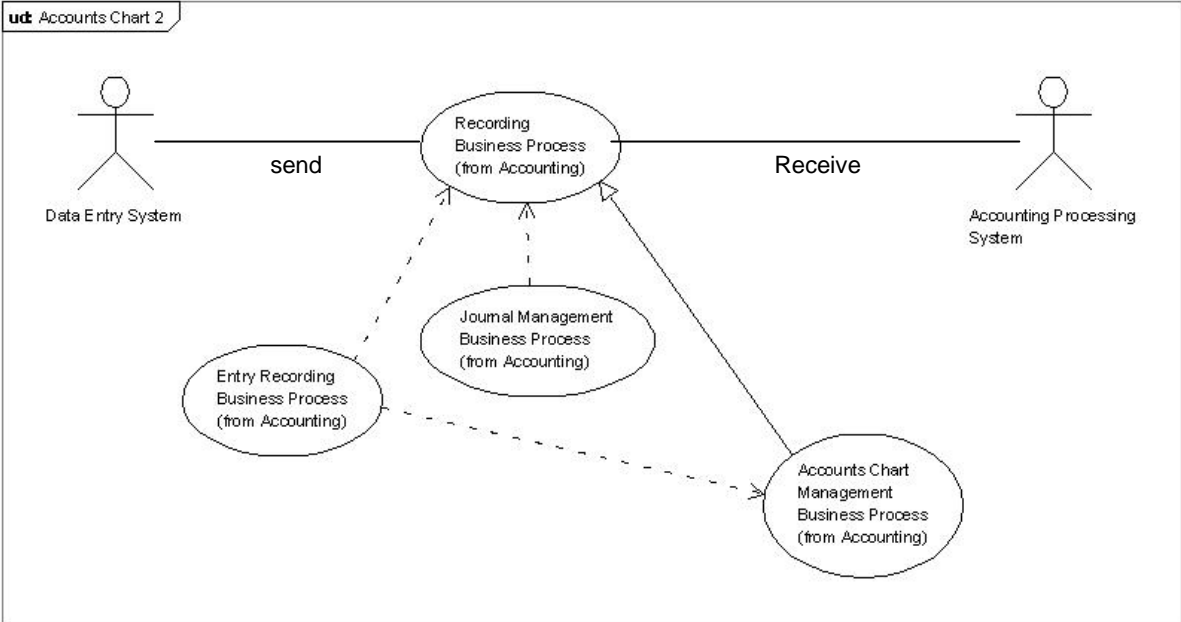 ud: Accounts Chart 2
Recording
Business Process
(from Accounting)
send
Receive
Data Entry System
Accounting Processing
System
Journal Management
Business Process
(from Accounting)
Entry Recording
Business Process
(from Accounting)
Accounts Chart
Management
Business Process
(from Accounting)